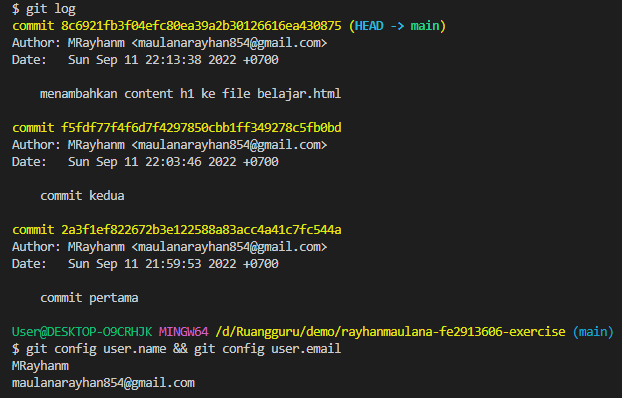 $ git log
commit 8c6921fb3f04efc80ea39a2b30126616ea430875 (HEAD -> main)
Author: MRayhanm <maulanarayhan854@gmail.com>
Date:   Sun Sep 11 22:13:38 2022 +0700
menambahkan content h1 ke file belajar.html
commit f5fdf77f4f6d7f4297850cbb1ff349278c5fb0bd
Author: MRayhanm <maulanarayhan854@gmail.com>
Date:   Sun Sep 11 22:03:46 2022 +0700
commit kedua
commit 2a3f1ef822672b3e122588a83acc4a41c7fc544a
Author: MRayhanm <maulanarayhan854@gmail.com>
Date:   Sun Sep 11 21:59:53 2022 +0700
commit pertama
User@DESKTOP-O9CRHJK MINGW64 /d/Ruangguru/demo/rayhanmaulana-fe2913606-exercise (main)
$ git config user.name && git config user.email
MRayhanm
maulanarayhan854@gmail.com